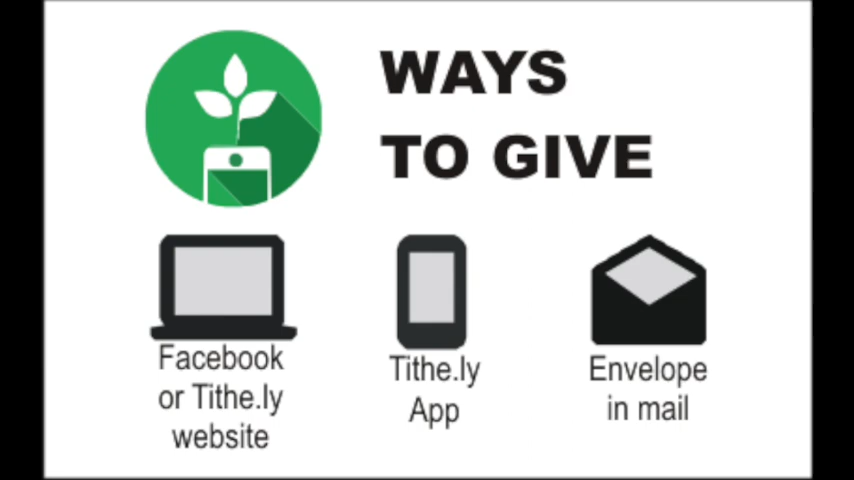 WAYS
TO GIVE
Facebook
or Tithe.ly
website
Tithe.ly
App
Envelope
in mail